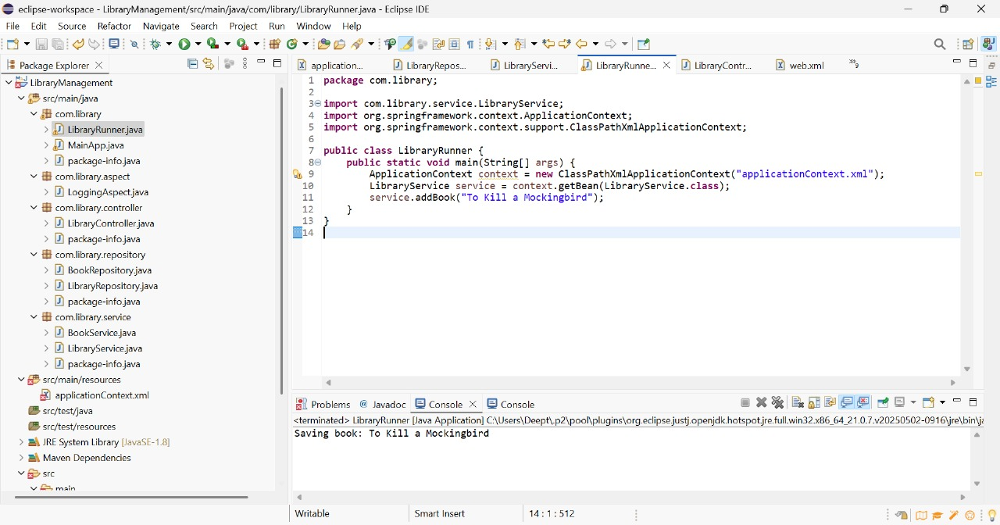 eclipse-workspace - LibraryManagement/src/main/java/com/library/LibraryRunner.java - Eclipse IDE
File Edit Source Refactor Navigate Search Project Run Window Help
Package Explorer
application... LibraryRepos... LibraryServi... LibraryRunne... LibraryContr... web.xml »9
LibraryManagement
src/main/java
com.library
LibraryRunner.java
MainApp.java
package-info.java
com.library.aspect
LoggingAspect.java
com.library.controller
LibraryController.java
package-info.java
com.library.repository
BookRepository.java
LibraryRepository.java
package-info.java
com.library.service
BookService.java
LibraryService.java
package-info.java
src/main/resources
applicationContext.xml
src/test/java
src/test/resources
JRE System Library [JavaSE-1.8]
Maven Dependencies
src
main
1 package com.library;
2
3 import com.library.service.LibraryService;
4 import org.springframework.context.ApplicationContext;
5 import org.springframework.context.support.ClassPathXmlApplicationContext;
6
7 public class LibraryRunner {
8 public static void main(String[] args) {
9 ApplicationContext context = new ClassPathXmlApplicationContext("applicationContext.xml");
10 LibraryService service = context.getBean(LibraryService.class);
11 service.addBook("To Kill a Mockingbird");
12 }
13 }
14
Problems Javadoc Console Console
<terminated> LibraryRunner [Java Application] C:\Users\Deept\.p2\pool\plugins\org.eclipse.justj.openjdk.hotspot.jre.full.win32.x86_64_21.0.7.v20250502-0916\jre\bin\ja
Saving book: To Kill a Mockingbird
Writable Smart Insert 14 : 1 : 512